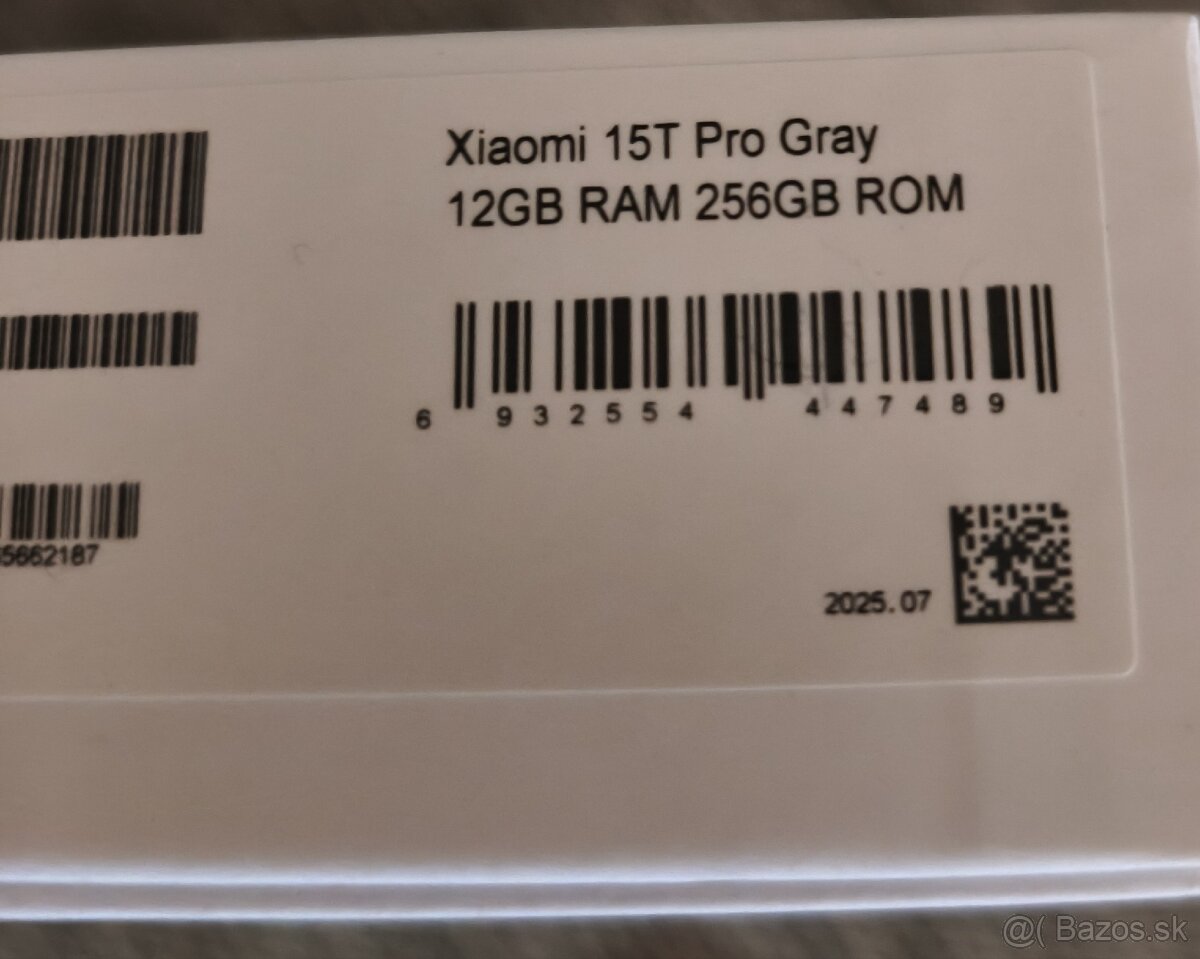 Xiaomi 15T Pro Gray
12GB RAM 256GB ROM
6 932554 447489
5662187
2025.07
@( Bazos.sk